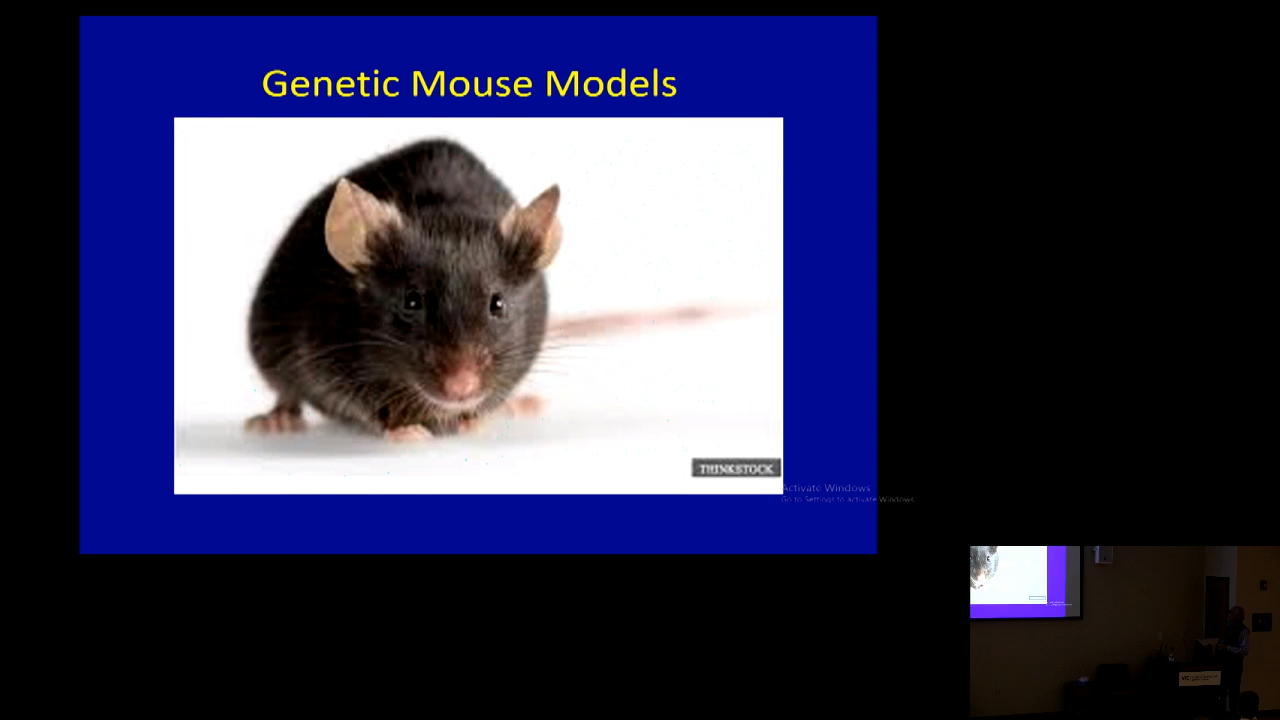 Genetic Mouse Models
THINKSTOCK
Activate Windows
Go to Settings to activate Windows.